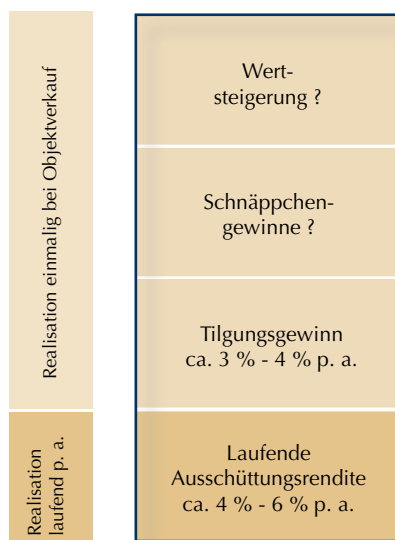 Realisation einmalig bei Objektverkauf
Wert-
steigerung ?
Schnäppchen-
gewinne ?
Tilgungsgewinn
ca. 3 % - 4 % p. a.
Realisation
laufend p. a.
Laufende
Ausschüttungsrendite
ca. 4 % - 6 % p. a.